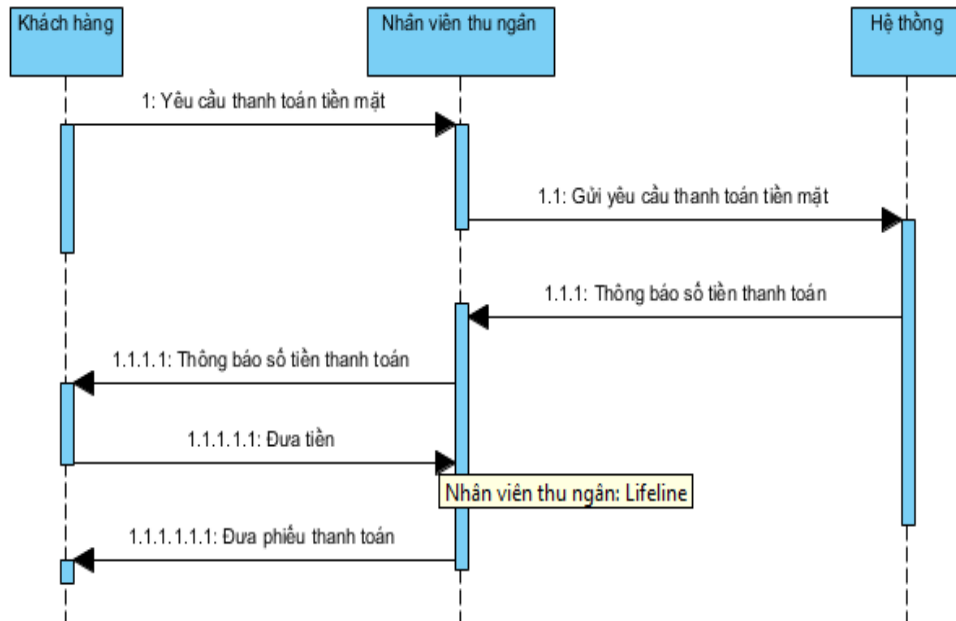 Khách hàng
Nhân viên thu ngân
Hệ thống
1: Yêu cầu thanh toán tiền mặt
1.1: Gửi yêu cầu thanh toán tiền mặt
1.1.1: Thông báo số tiền thanh toán
1.1.1.1: Thông báo số tiền thanh toán
1.1.1.1.1: Đưa tiền
Nhân viên thu ngân: Lifeline
1.1.1.1.1.1: Đưa phiếu thanh toán